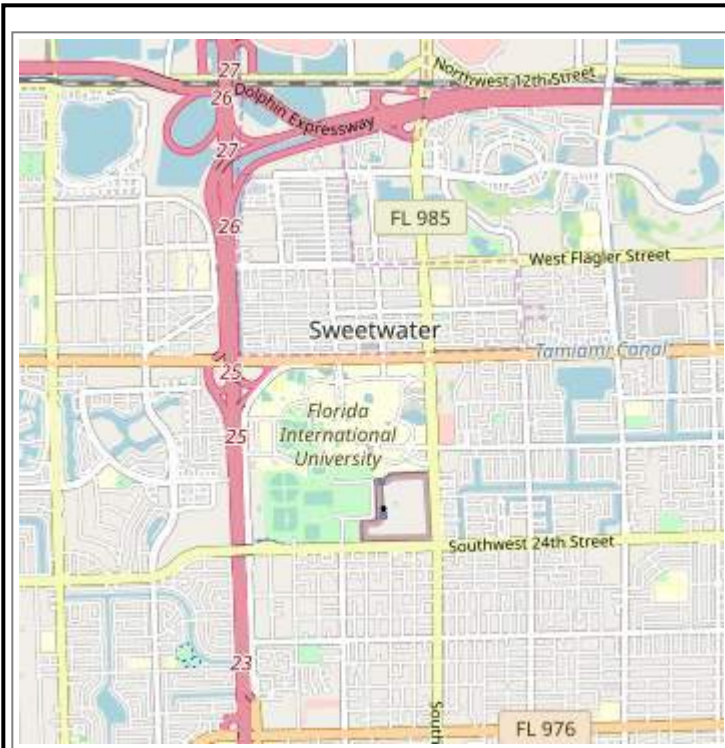 27
26
Northwest 12th Street
Dolphin Expressway
27
26
FL 985
West Flagler Street
Sweetwater
Tamiami Canal
25
Florida
International
University
25
Southwest 24th Street
23
South
FL 976